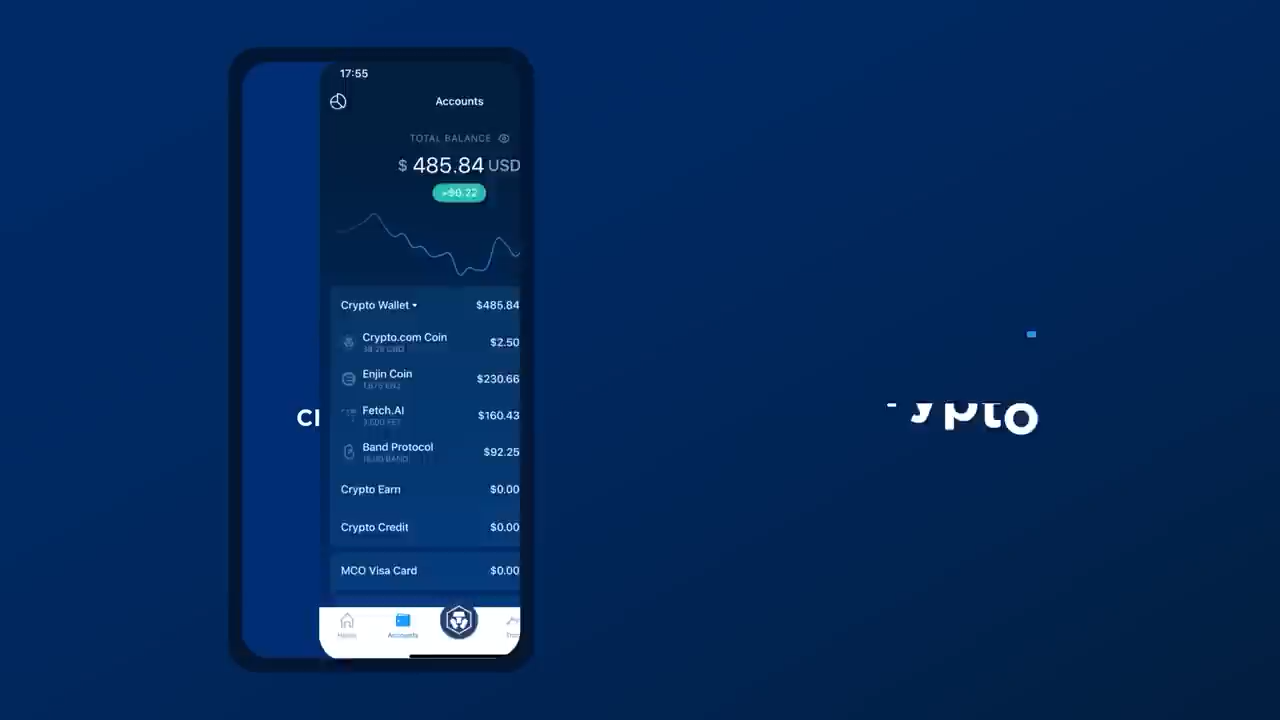 17:55
Accounts
TOTAL BALANCE
$ 485.84 USD
Crypto Wallet $485.84
Crypto.com Coin $2.50
Enjin Coin $230.66
Fetch.AI $160.43
Band Protocol $92.25
Crypto Earn $0.00
Crypto Credit $0.00
MCO Visa Card $0.00
Home Accounts
ypto